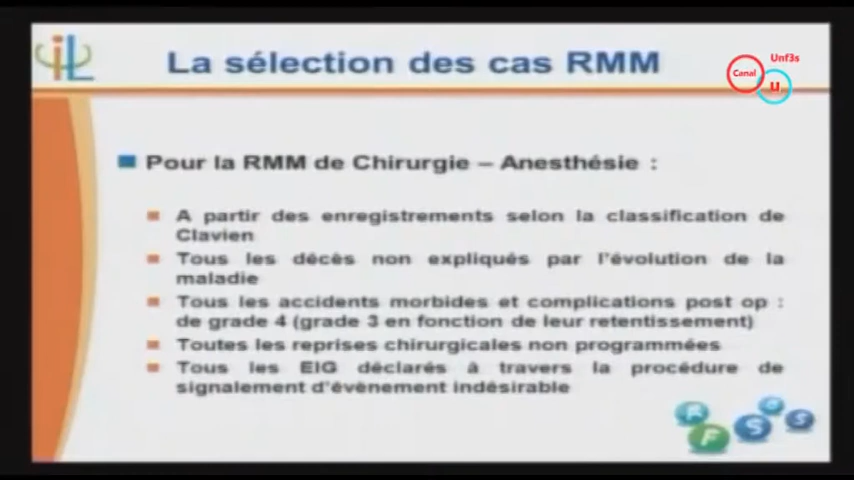 La sélection des cas RMM
Unf3s
Canal
u
Pour la RMM de Chirurgie – Anesthésie :
A partir des enregistrements selon la classification de
Clavien
Tous les décès non expliqués par l'évolution de la
maladie
Tous les accidents morbides et complications post op :
de grade 4 (grade 3 en fonction de leur retentissement)
Toutes les reprises chirurgicales non programmées
Tous les EIG déclarés à travers la procédure de
signalement d'évènement indésirable
R F S S